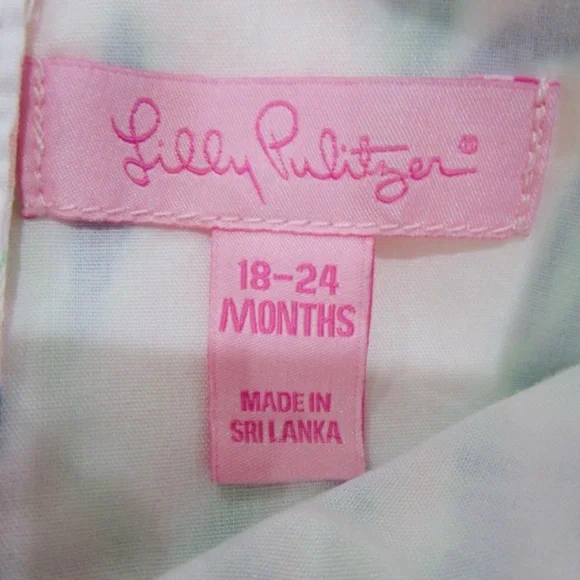 Lilly Pulitzer®
18-24
MONTHS
MADE IN
SRI LANKA